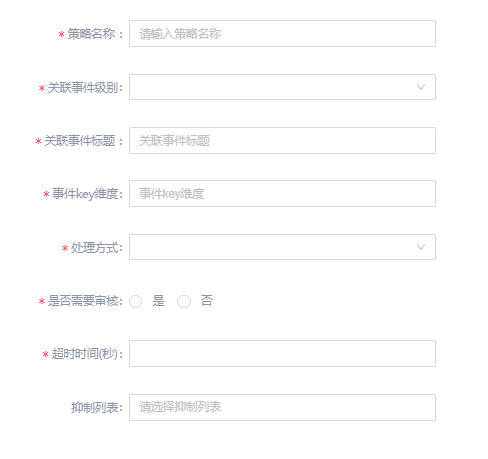 * 策略名称 : 请输入策略名称
* 关联事件级别:
* 关联事件标题 : 关联事件标题
* 事件key维度: 事件key维度
* 处理方式:
* 是否需要审核: 是 否
* 超时时间(秒):
抑制列表: 请选择抑制列表